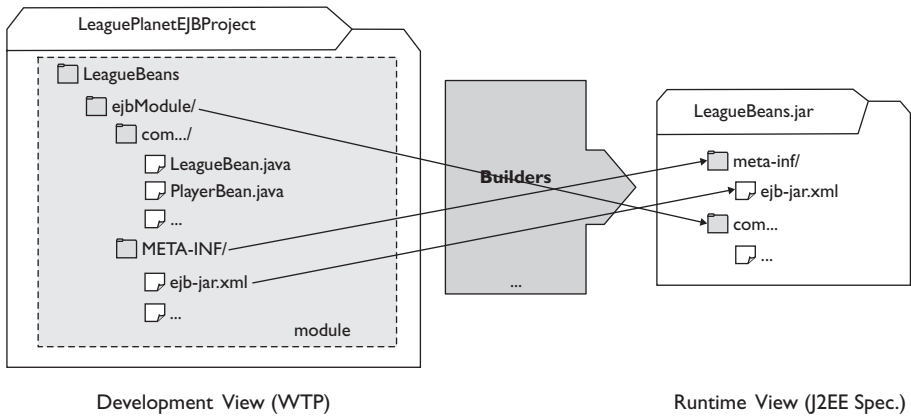 LeaguePlanetEJBProject
LeagueBeans
ejbModule/
com.../
LeagueBean.java
PlayerBean.java
...
META-INF/
ejb-jar.xml
...
module
Builders
...
LeagueBeans.jar
meta-inf/
ejb-jar.xml
com...
...
Development View (WTP)
Runtime View (J2EE Spec.)